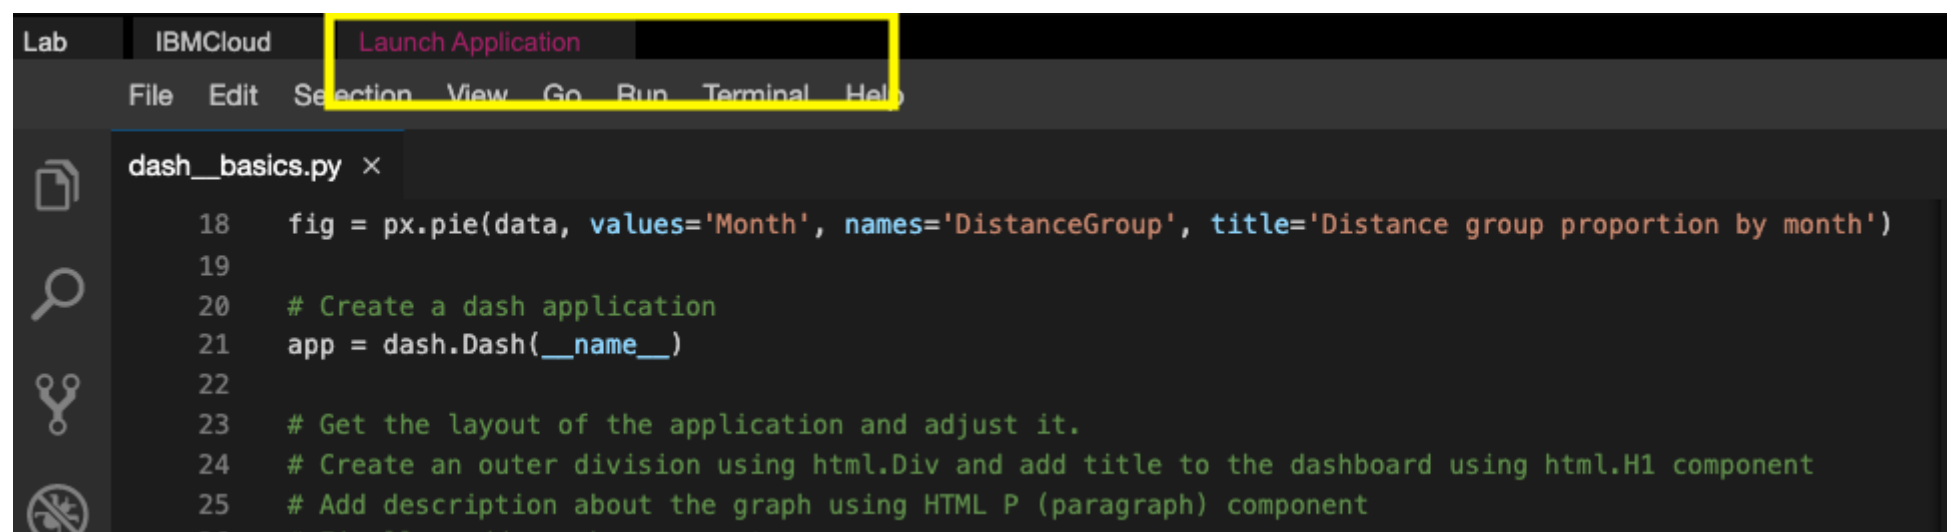 Lab IBMCloud Launch Application
File Edit Selection View Go Run Terminal Help
dash__basics.py ×
18 fig = px.pie(data, values='Month', names='DistanceGroup', title='Distance group proportion by month')
19
20 # Create a dash application
21 app = dash.Dash(__name__)
22
23 # Get the layout of the application and adjust it.
24 # Create an outer division using html.Div and add title to the dashboard using html.H1 component
25 # Add description about the graph using HTML P (paragraph) component